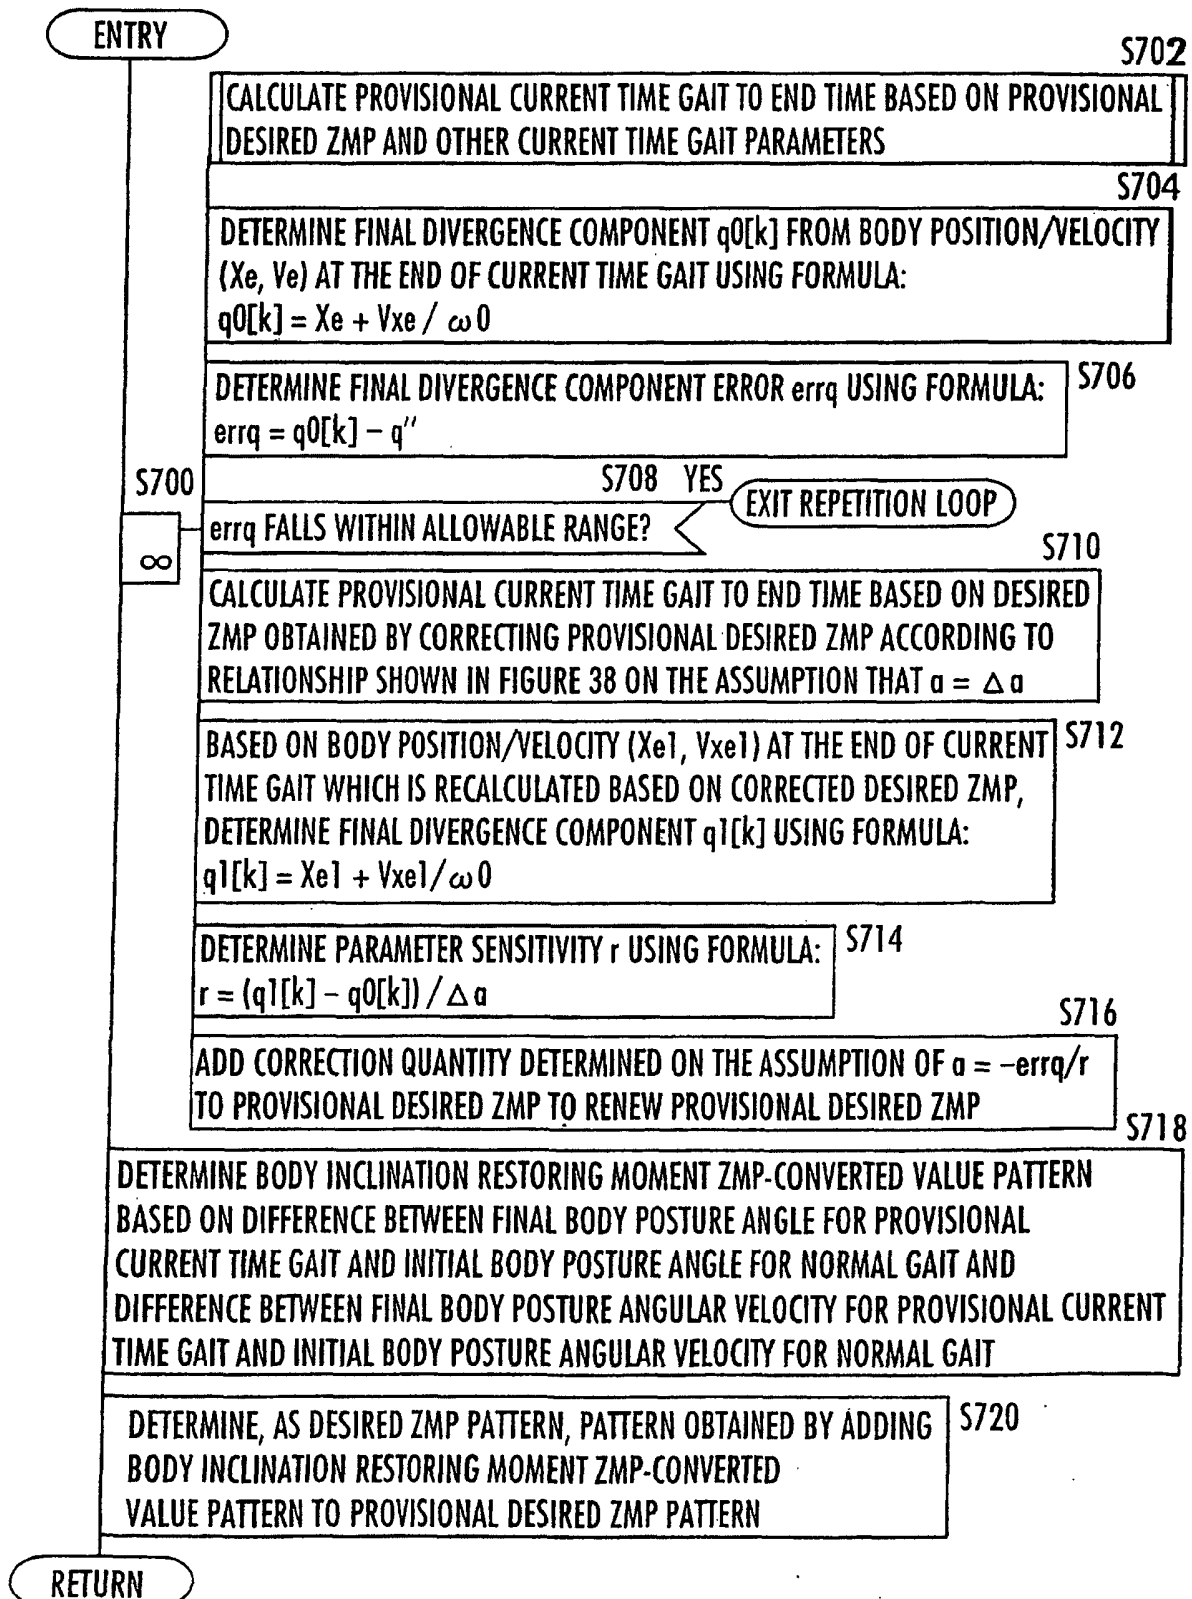 ENTRY
S702
CALCULATE PROVISIONAL CURRENT TIME GAIT TO END TIME BASED ON PROVISIONAL
DESIRED ZMP AND OTHER CURRENT TIME GAIT PARAMETERS
S704
DETERMINE FINAL DIVERGENCE COMPONENT q0[k] FROM BODY POSITION/VELOCITY
(Xe, Ve) AT THE END OF CURRENT TIME GAIT USING FORMULA:
q0[k] = Xe + Vxe / ω0
S706
DETERMINE FINAL DIVERGENCE COMPONENT ERROR errq USING FORMULA:
errq = q0[k] – q″
S700
∞
S708 YES
errq FALLS WITHIN ALLOWABLE RANGE?
EXIT REPETITION LOOP
S710
CALCULATE PROVISIONAL CURRENT TIME GAIT TO END TIME BASED ON DESIRED
ZMP OBTAINED BY CORRECTING PROVISIONAL DESIRED ZMP ACCORDING TO
RELATIONSHIP SHOWN IN FIGURE 38 ON THE ASSUMPTION THAT a = Δa
S712
BASED ON BODY POSITION/VELOCITY (Xe1, Vxe1) AT THE END OF CURRENT
TIME GAIT WHICH IS RECALCULATED BASED ON CORRECTED DESIRED ZMP,
DETERMINE FINAL DIVERGENCE COMPONENT q1[k] USING FORMULA:
q1[k] = Xe1 + Vxe1/ω0
S714
DETERMINE PARAMETER SENSITIVITY r USING FORMULA:
r = (q1[k] – q0[k]) / Δa
S716
ADD CORRECTION QUANTITY DETERMINED ON THE ASSUMPTION OF a = –errq/r
TO PROVISIONAL DESIRED ZMP TO RENEW PROVISIONAL DESIRED ZMP
S718
DETERMINE BODY INCLINATION RESTORING MOMENT ZMP-CONVERTED VALUE PATTERN
BASED ON DIFFERENCE BETWEEN FINAL BODY POSTURE ANGLE FOR PROVISIONAL
CURRENT TIME GAIT AND INITIAL BODY POSTURE ANGLE FOR NORMAL GAIT AND
DIFFERENCE BETWEEN FINAL BODY POSTURE ANGULAR VELOCITY FOR PROVISIONAL CURRENT
TIME GAIT AND INITIAL BODY POSTURE ANGULAR VELOCITY FOR NORMAL GAIT
S720
DETERMINE, AS DESIRED ZMP PATTERN, PATTERN OBTAINED BY ADDING
BODY INCLINATION RESTORING MOMENT ZMP-CONVERTED
VALUE PATTERN TO PROVISIONAL DESIRED ZMP PATTERN
RETURN